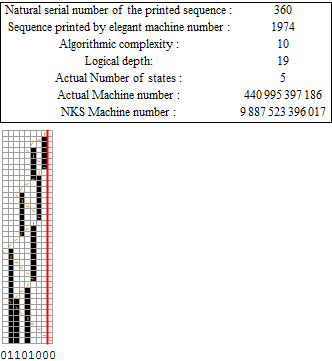 Natural serial number of the printed sequence : 360
Sequence printed by elegant machine number : 1974
Algorithmic complexity : 10
Logical depth: 19
Actual Number of states : 5
Actual Machine number : 440 995 397 186
NKS Machine number : 9 887 523 396 017
01101000